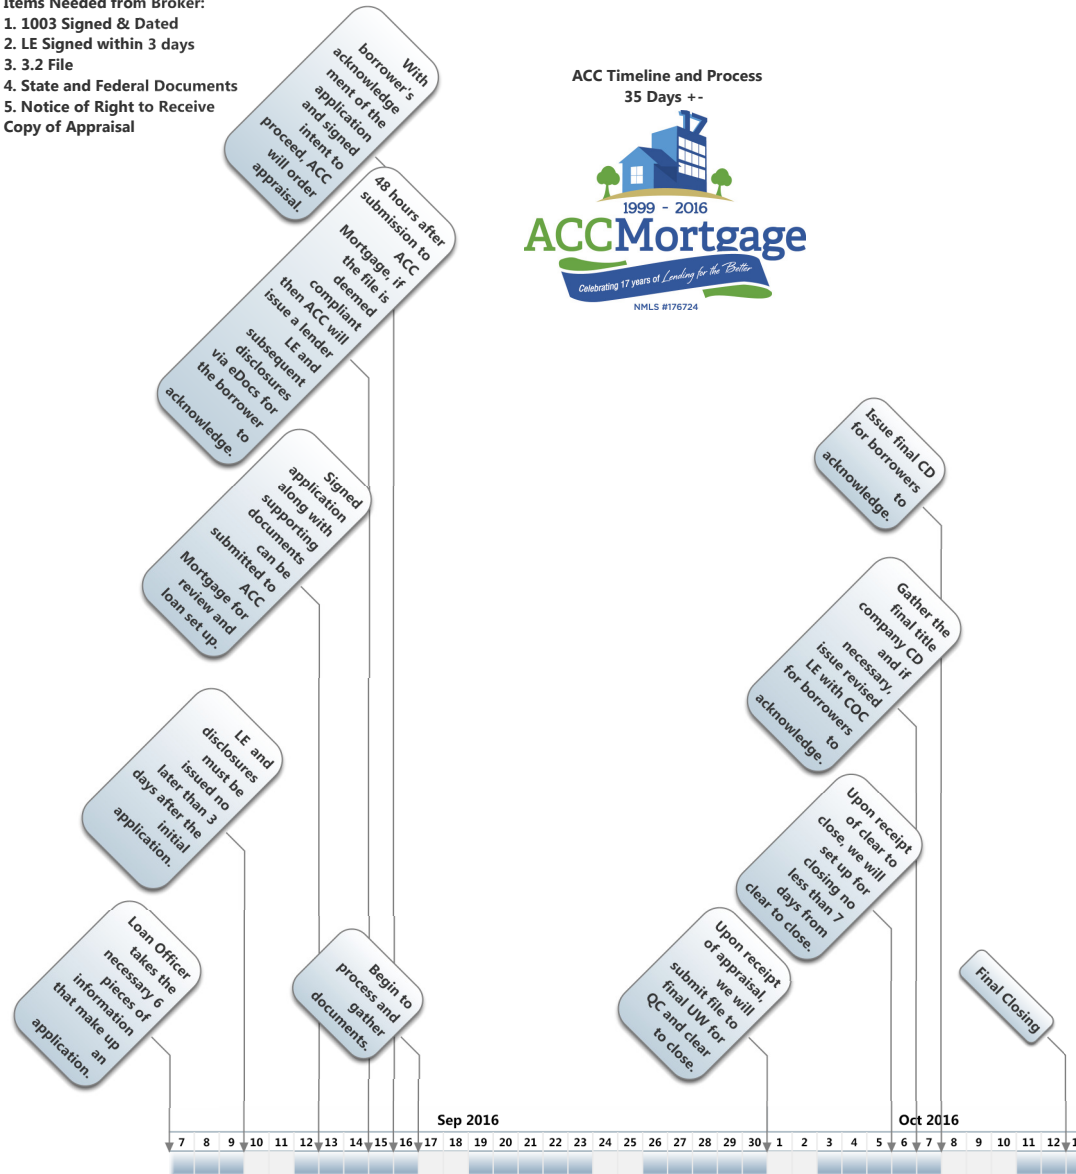 Items Needed from Broker:
1. 1003 Signed & Dated
2. LE Signed within 3 days
3. 3.2 File
4. State and Federal Documents
5. Notice of Right to Receive
Copy of Appraisal
ACC Timeline and Process
35 Days +-
17
1999 - 2016
ACCMortgage
Celebrating 17 years of Lending for the Better
NMLS #176724
With
borrower's
acknowledge
ment of the
application
and signed
intent to
proceed, ACC
will order
appraisal.
48 hours after
submission to
ACC
Mortgage, if
the file is
deemed
compliant
then ACC will
issue a lender
LE and
subsequent
disclosures
via eDocs for
the borrower
to
acknowledge.
Signed
application
along with
supporting
documents
can be
submitted to
ACC
Mortgage for
review and
loan set up.
LE and
disclosures
must be
issued no
later than 3
days after the
initial
application.
Loan Officer
takes the
necessary 6
pieces of
information
that make up
an
application.
Begin to
process and
gather
documents.
Issue final CD
for borrowers
to
acknowledge.
Gather the
final title
company CD
and if
necessary,
issue revised
LE with COC
for borrowers
to
acknowledge.
Upon receipt
of clear to
close, we will
set up for
closing no
less than 7
days from
clear to close.
Upon receipt
of appraisal,
we will
submit file to
final UW for
QC and clear
to close.
Final Closing
Sep 2016 Oct 2016
7 8 9 10 11 12 13 14 15 16 17 18 19 20 21 22 23 24 25 26 27 28 29 30 1 2 3 4 5 6 7 8 9 10 11 12